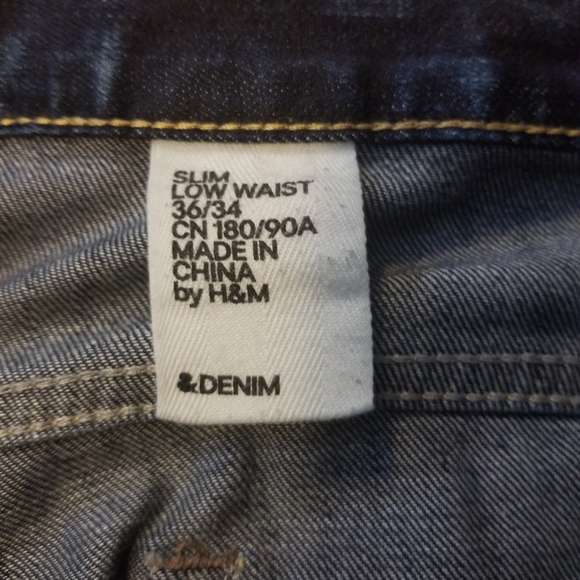 SLIM
LOW WAIST
36/34
CN 180/90A
MADE IN
CHINA
by H&M
&DENIM